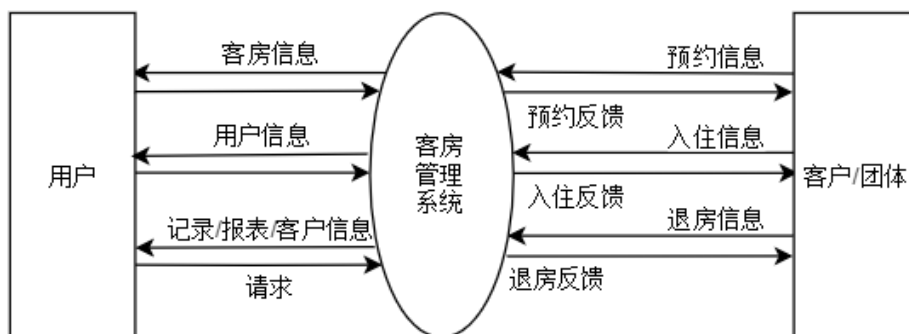 客房信息
预约信息
预约反馈
用户信息
入住信息
用户
客房
管理
系统
客户/团体
入住反馈
记录/报表/客户信息
退房信息
请求
退房反馈